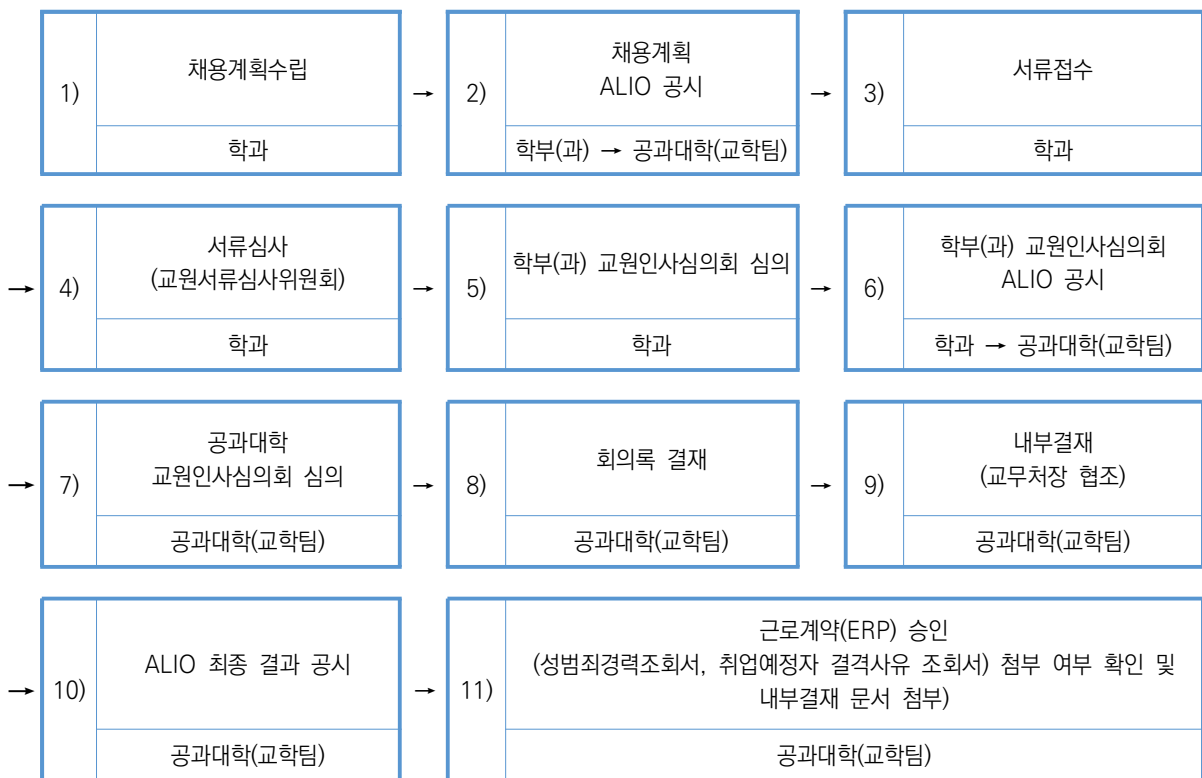 1)
채용계획수립
학과
→
2)
채용계획
ALIO 공시
학부(과) → 공과대학(교학팀)
→
3)
서류접수
학과
→
4)
서류심사
(교원서류심사위원회)
학과
→
5)
학부(과) 교원인사심의회 심의
학과
→
6)
학부(과) 교원인사심의회
ALIO 공시
학과 → 공과대학(교학팀)
→
7)
공과대학
교원인사심의회 심의
공과대학(교학팀)
→
8)
회의록 결재
공과대학(교학팀)
→
9)
내부결재
(교무처장 협조)
공과대학(교학팀)
→
10)
ALIO 최종 결과 공시
공과대학(교학팀)
→
11)
근로계약(ERP) 승인
(성범죄경력조회서, 취업예정자 결격사유 조회서) 첨부 여부 확인 및
내부결재 문서 첨부)
공과대학(교학팀)